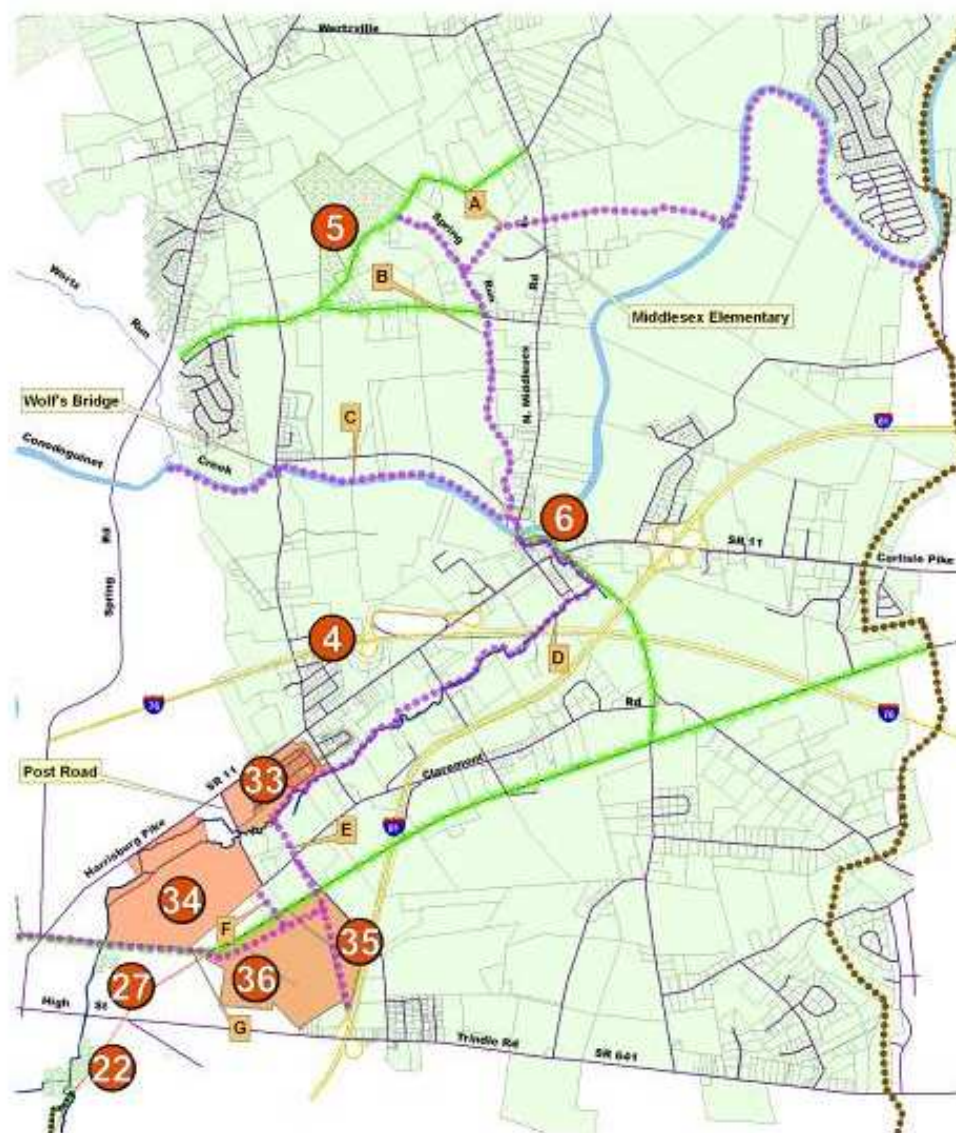 Wertzville
5
A
Spring
B
Run
Rd
Middlesex Elementary
Wertz
Run
N. Middlesex
Wolf's Bridge
C
81
Conodoguinet
Creek
6
SR 11
Carlisle Pike
Rd
Spring
4
D
76
76
Rd
Post Road
SR 11
33
Claremont
E
81
Harrisburg Pike
34
F
35
36
27
High St
G
Trindle Rd
SR 641
22